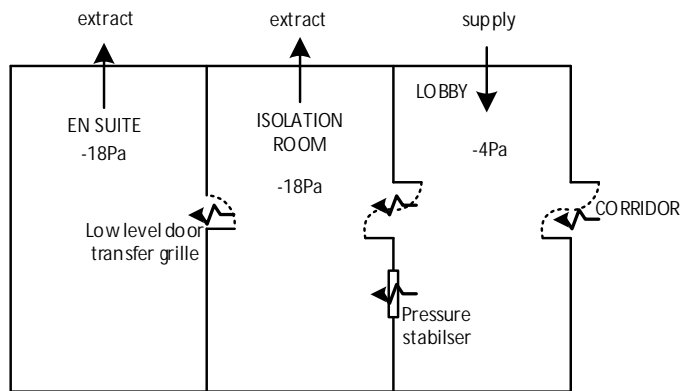 extract
extract
supply
EN SUITE
-18Pa
ISOLATION
ROOM
-18Pa
LOBBY
-4Pa
CORRIDOR
Low level door
transfer grille
Pressure
stabilser